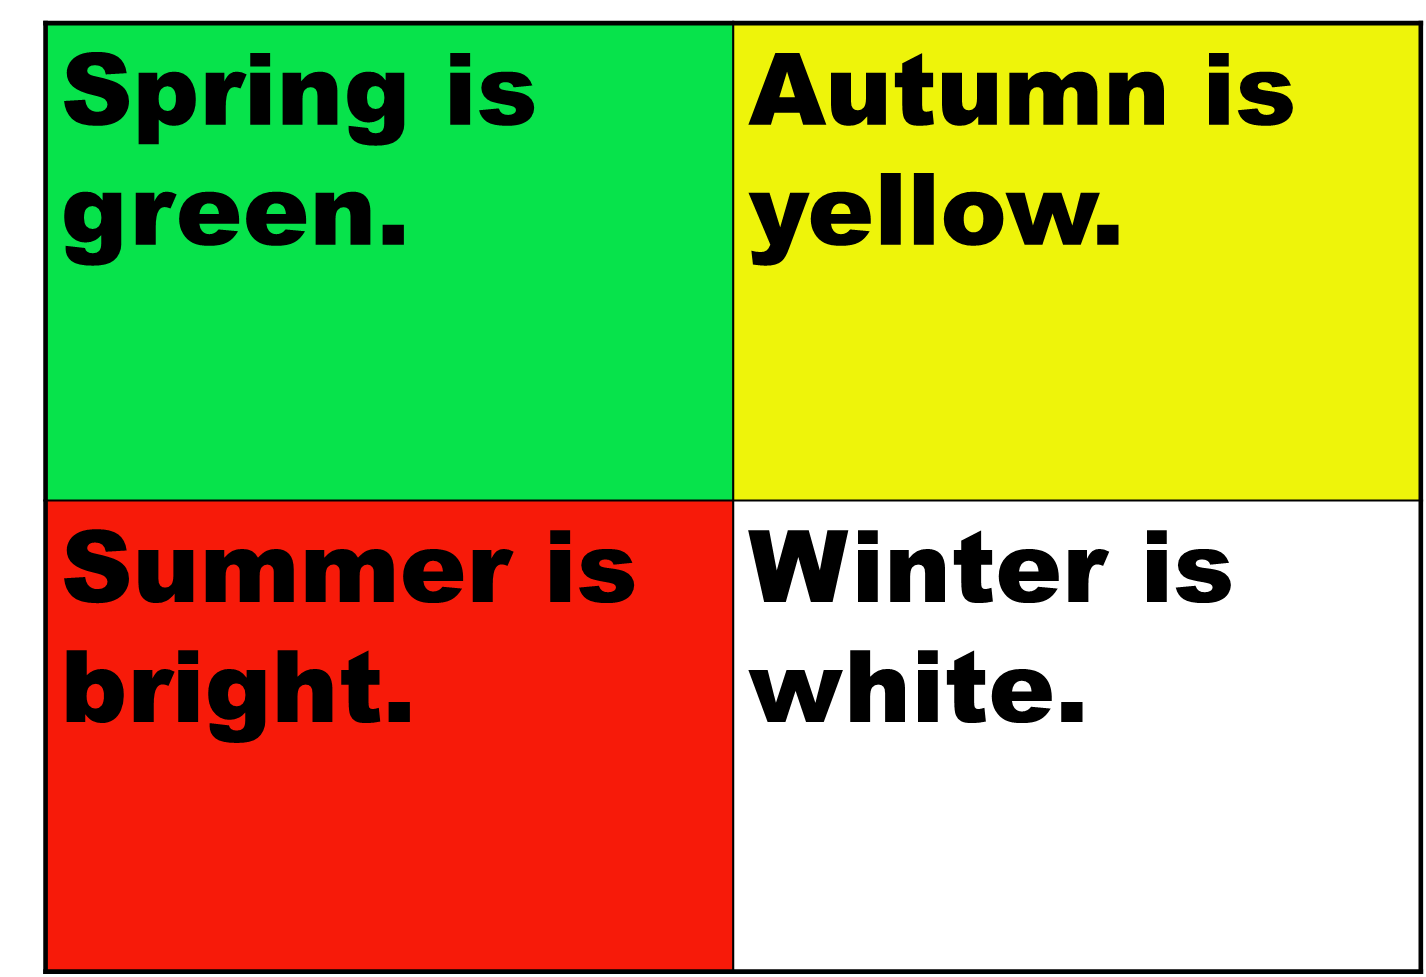 Spring is
green.
Autumn is
yellow.
Summer is
bright.
Winter is
white.